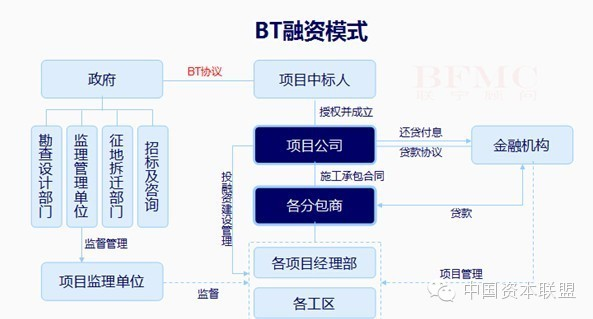 BT融资模式
BFMC
政府
BT协议
项目中标人
授权并成立
勘查设计部门
监理管理单位
征地拆迁部门
招标及咨询
项目公司
还贷付息
贷款协议
金融机构
投融资建设管理
施工承包合同
各分包商
贷款
监督管理
项目监理单位
监督
各项目经理部
项目管理
各工区
中国资本联盟